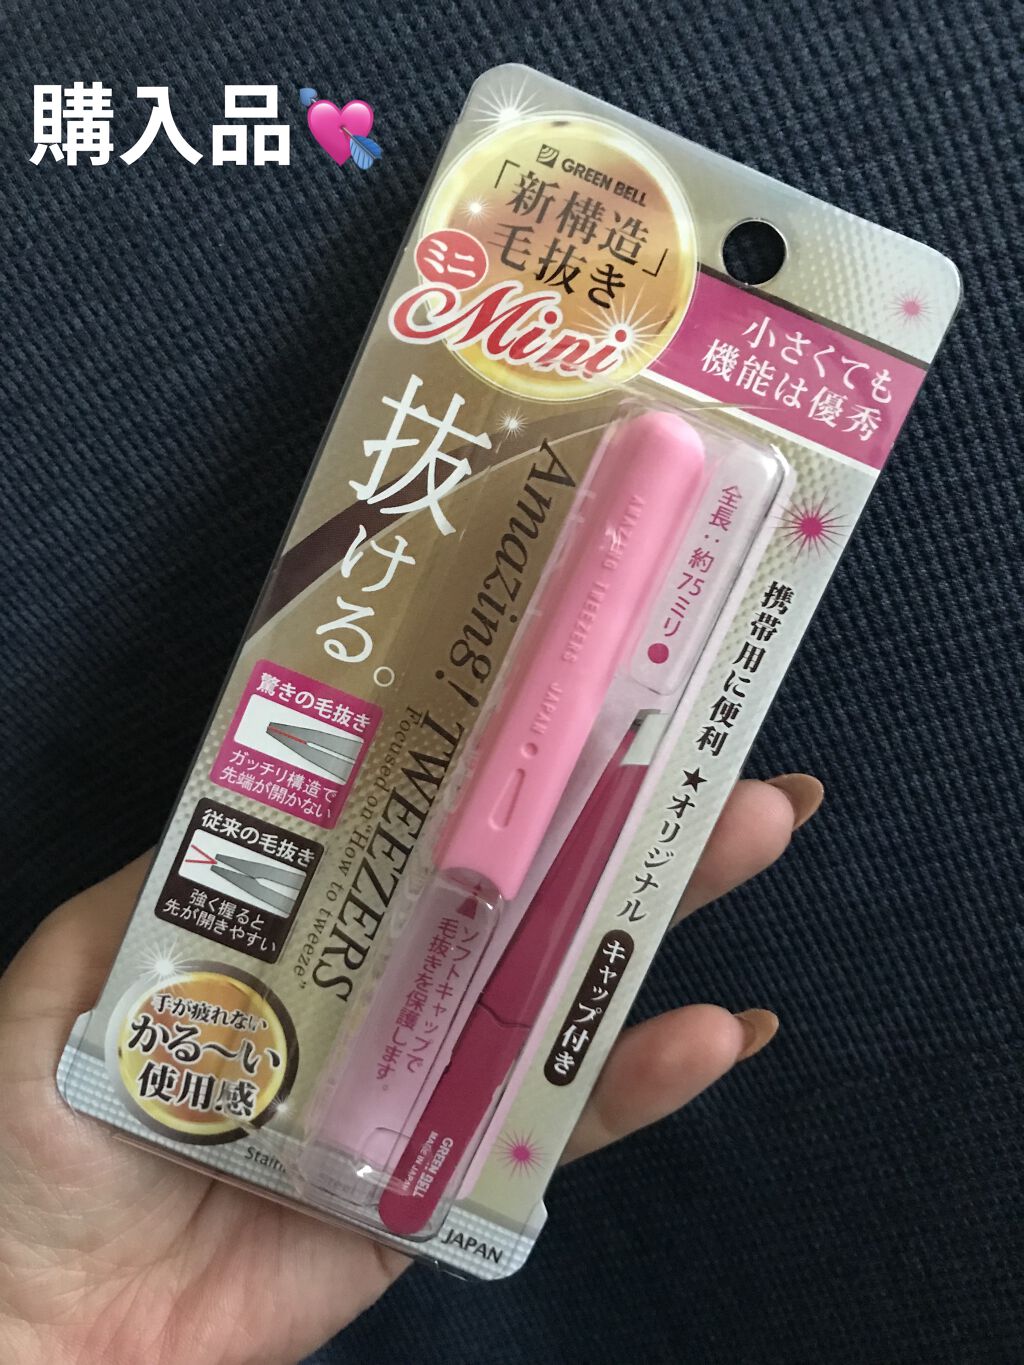 購入品💘
GREEN BELL
「新構造」
毛抜き
ミニ
Mini
小さくても
機能は優秀
抜ける。
Amazing! TWEEZERS
Focused on "How to tweeze"
AMAZING TWEEZERS JAPAN
全長：約75ミリ●
携帯用に便利★オリジナル
キャップ付き
驚きの毛抜き
ガッチリ構造で
先端が開かない
従来の毛抜き
強く握ると
先が開きやすい
ソフトキャップで
毛抜きを保護します。
手が疲れない
かる〜い
使用感
GREEN BELL
MADE IN JAPAN
JAPAN